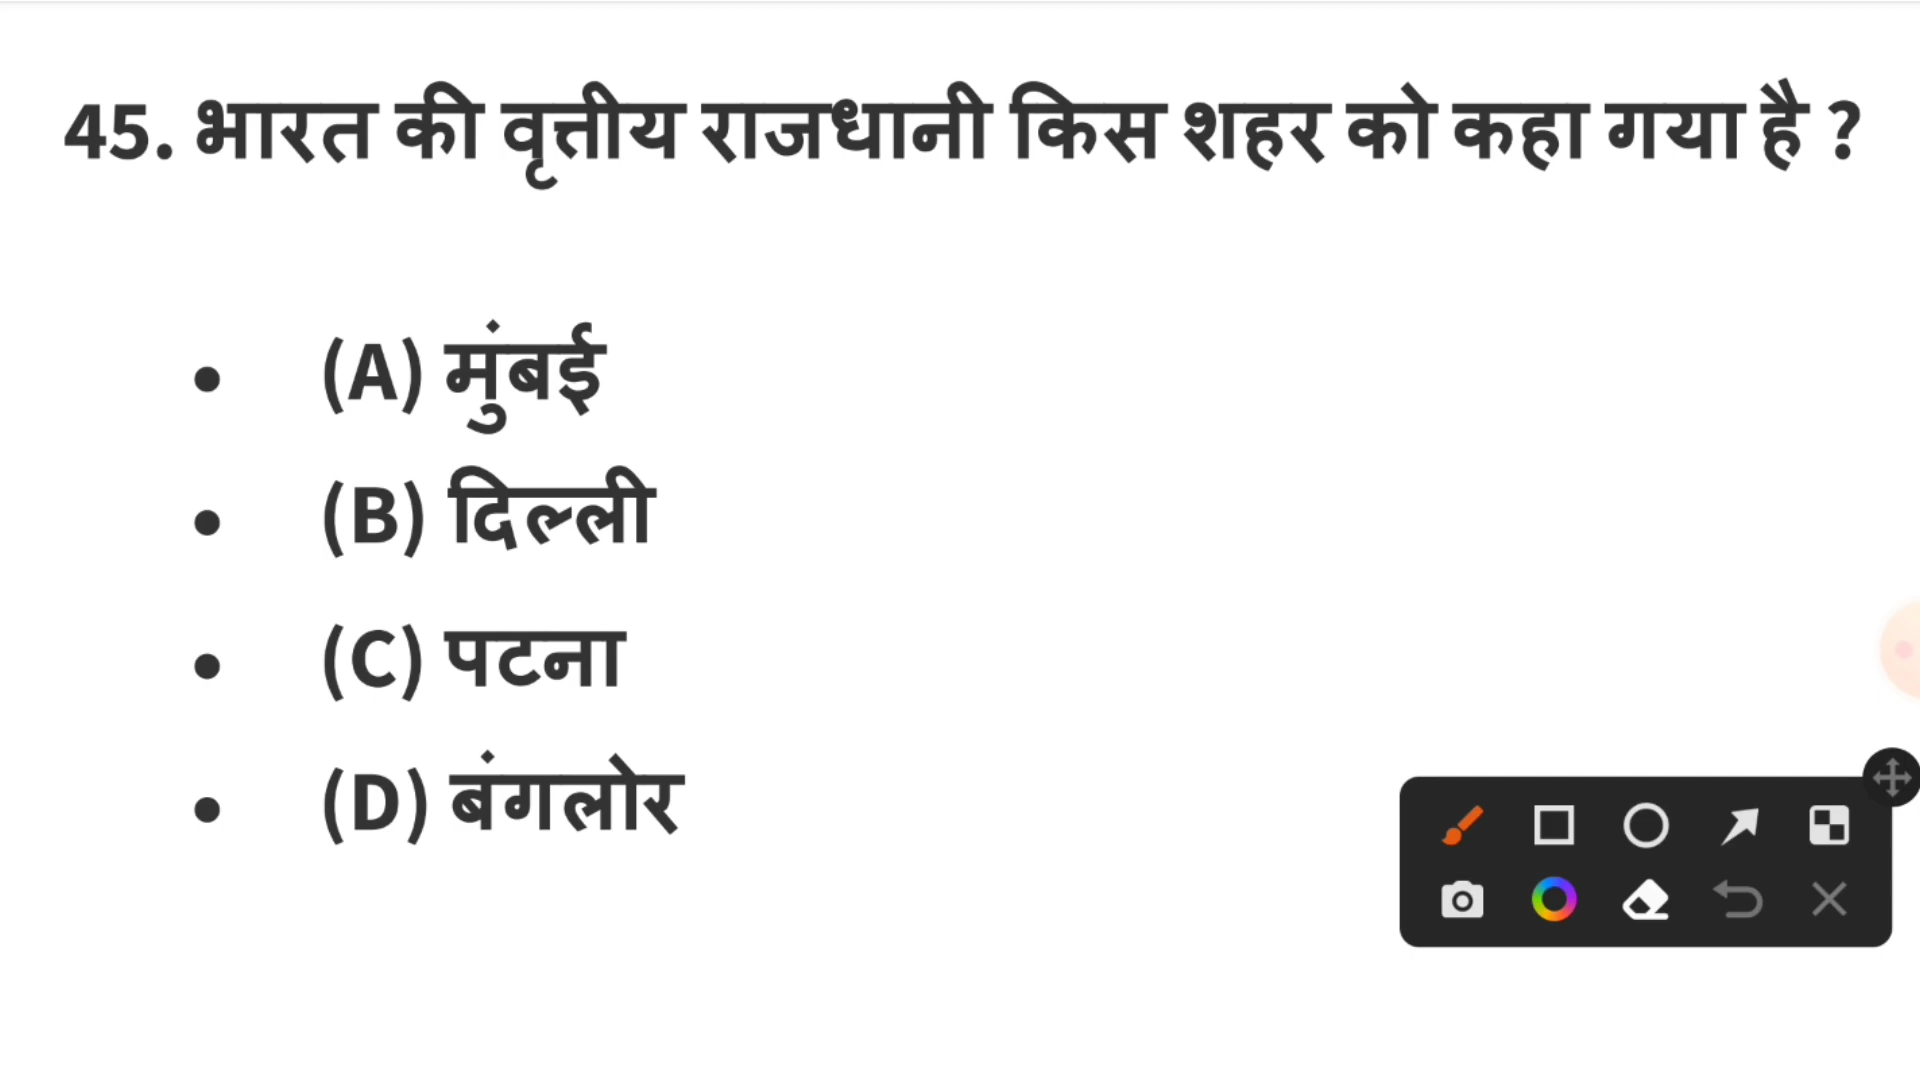 45. भारत की वृत्तीय राजधानी किस शहर को कहा गया है ?
• (A) मुंबई
• (B) दिल्ली
• (C) पटना
• (D) बंगलोर